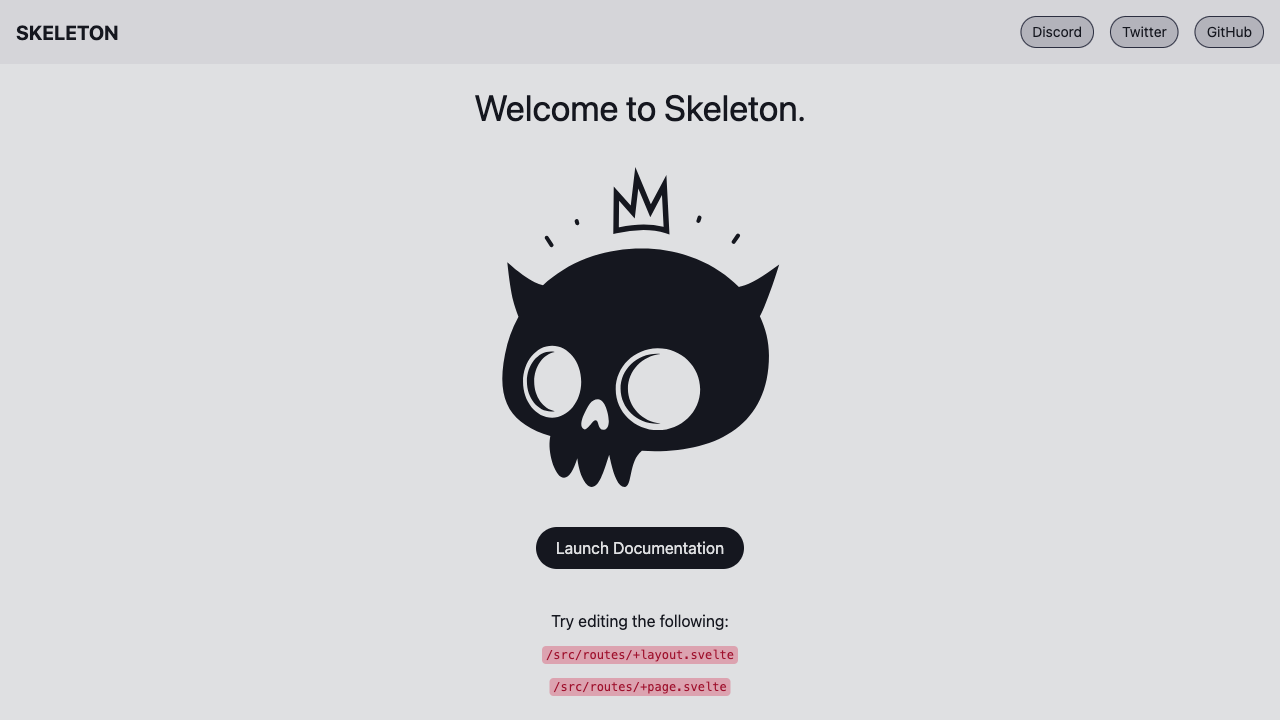 SKELETON
Discord
Twitter
GitHub
Welcome to Skeleton.
Launch Documentation
Try editing the following:
/src/routes/+layout.svelte
/src/routes/+page.svelte